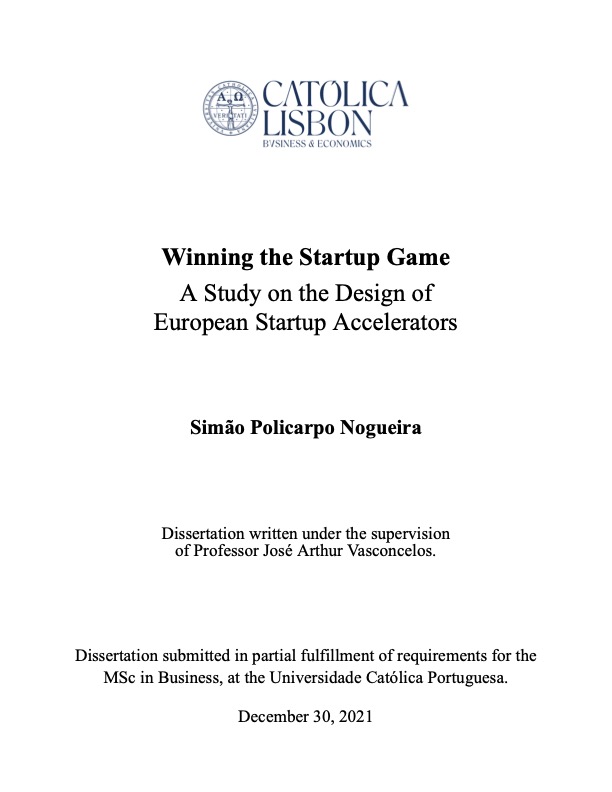 Α Ω
VERITATI
CATÓLICA
LISBON
BVSINESS & ECONOMICS
Winning the Startup Game
A Study on the Design of
European Startup Accelerators
Simão Policarpo Nogueira
Dissertation written under the supervision
of Professor José Arthur Vasconcelos.
Dissertation submitted in partial fulfillment of requirements for the
MSc in Business, at the Universidade Católica Portuguesa.
December 30, 2021